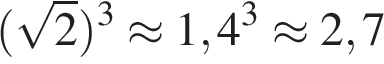 (√2)³ ≈ 1,4³ ≈ 2,7